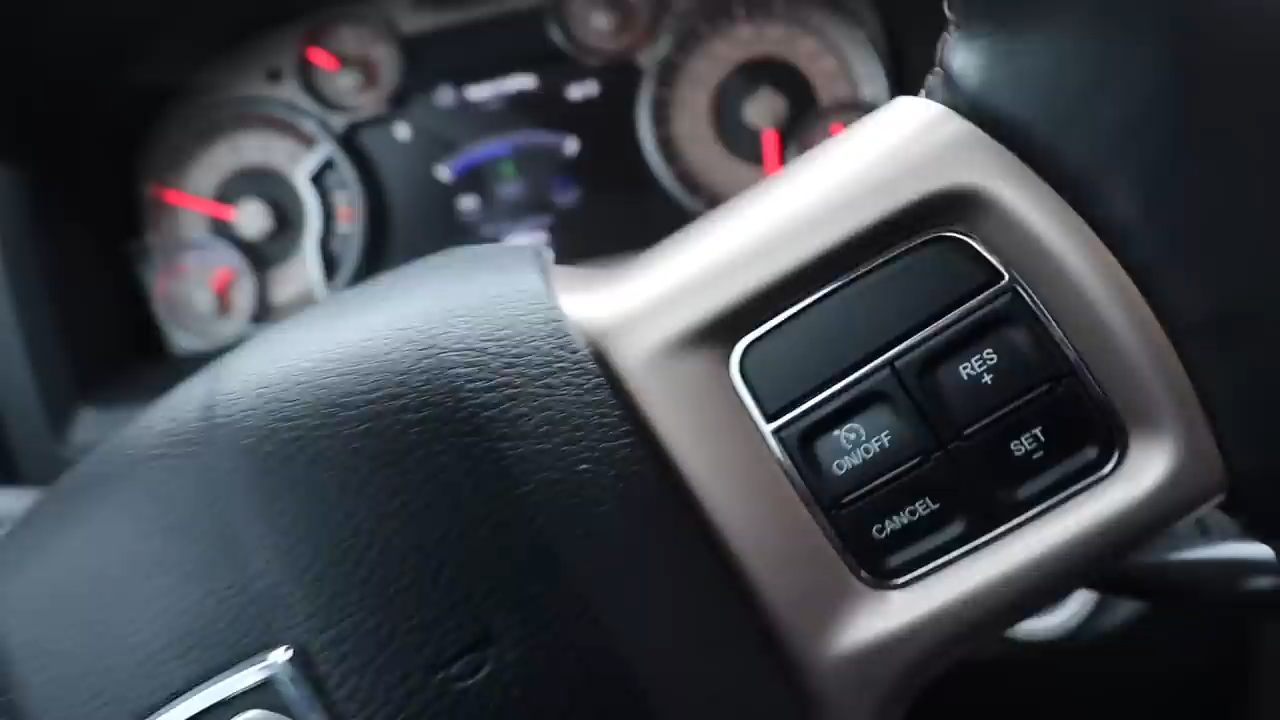 RES
+
ON/OFF
SET
-
CANCEL